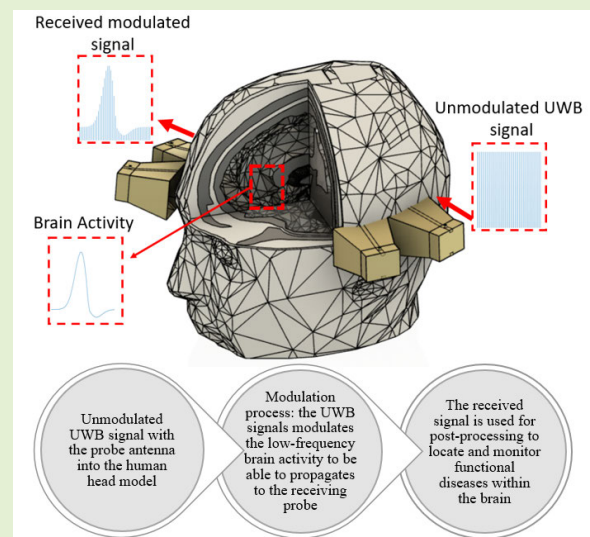 Received modulated
signal
Unmodulated UWB
signal
Brain Activity
Unmodulated
UWB signal with
the probe antenna
into the human
head model
Modulation
process: the UWB
signals modulates
the low-frequency
brain activity to be
able to propagates
to the receiving
probe
The received
signal is used for
post-processing to
locate and monitor
functional
diseases within
the brain